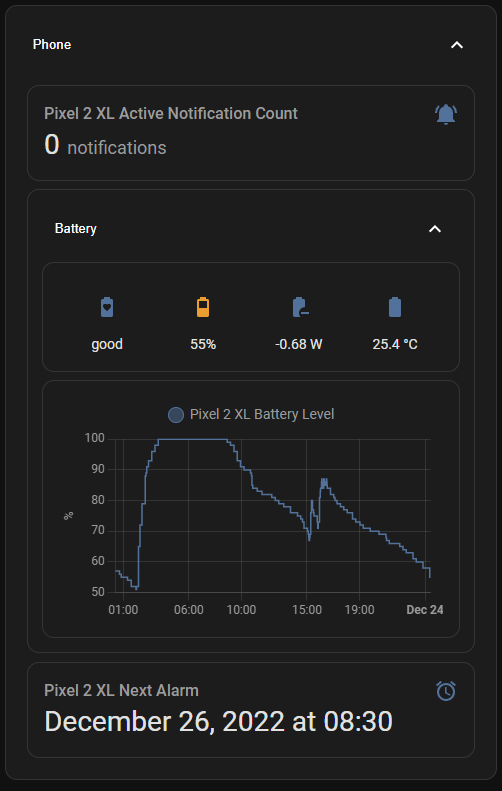 Phone
Pixel 2 XL Active Notification Count
0 notifications
Battery
good 55% -0.68 W 25.4 °C
Pixel 2 XL Battery Level
100
90
80
%
70
60
50
01:00 06:00 10:00 15:00 19:00 Dec 24
Pixel 2 XL Next Alarm
December 26, 2022 at 08:30